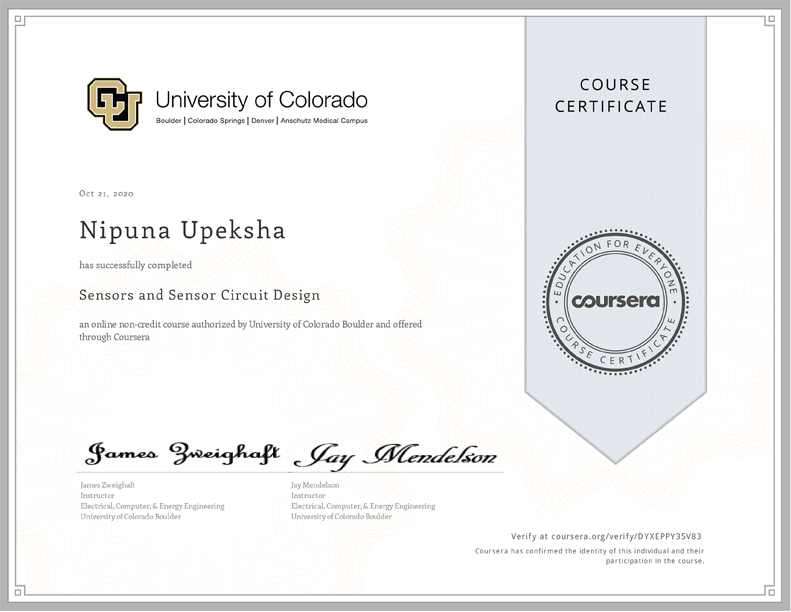 University of Colorado
Boulder | Colorado Springs | Denver | Anschutz Medical Campus
COURSE
CERTIFICATE
Oct 21, 2020
Nipuna Upeksha
has successfully completed
Sensors and Sensor Circuit Design
an online non-credit course authorized by University of Colorado Boulder and offered
through Coursera
EDUCATION FOR EVERYONE
coursera
COURSE CERTIFICATE
James Zweighaft
Jay Mendelson
James Zweighaft
Instructor
Electrical, Computer, & Energy Engineering
University of Colorado Boulder
Jay Mendelson
Instructor
Electrical, Computer, & Energy Engineering
University of Colorado Boulder
Verify at coursera.org/verify/DYXEPPY3SV83
Coursera has confirmed the identity of this individual and their
participation in the course.